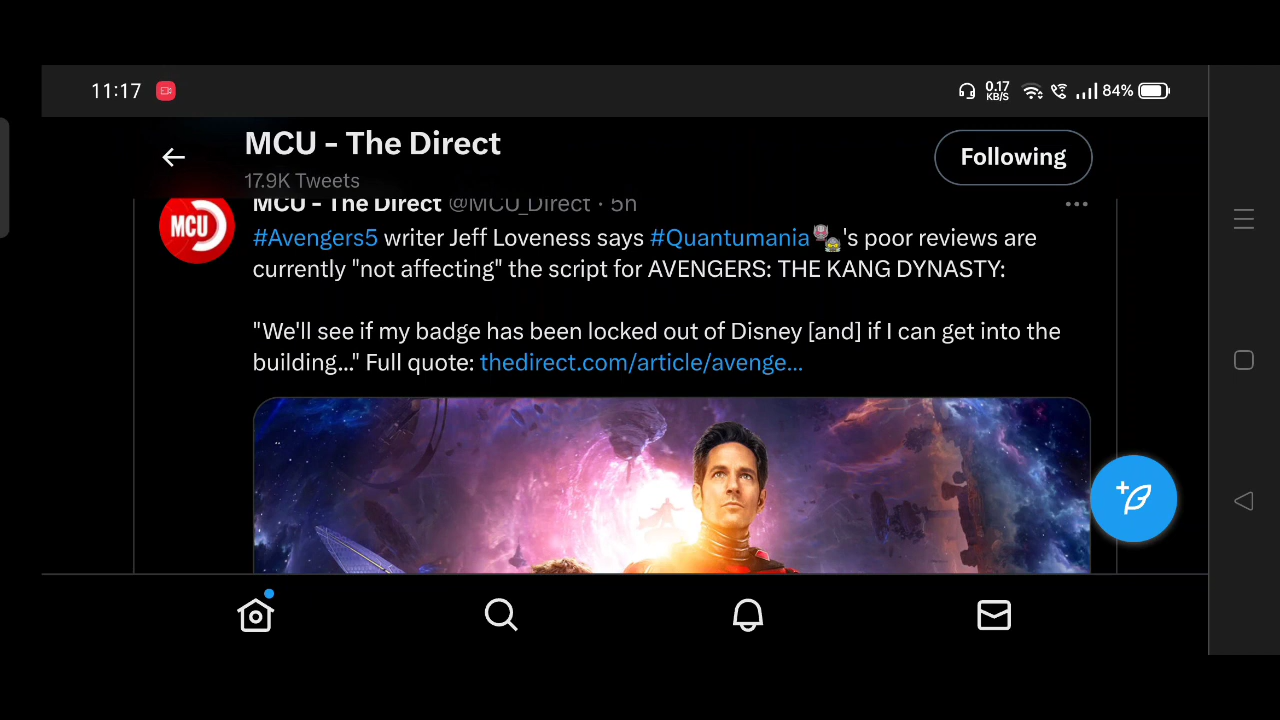 11:17
0.17
KB/S
84%
MCU - The Direct
Following
17.9K Tweets
MCU - The Direct @MCU_Direct · 5h
MCU
#Avengers5 writer Jeff Loveness says #Quantumania's poor reviews are
currently "not affecting" the script for AVENGERS: THE KANG DYNASTY:
"We'll see if my badge has been locked out of Disney [and] if I can get into the
building..." Full quote: thedirect.com/article/avenge...